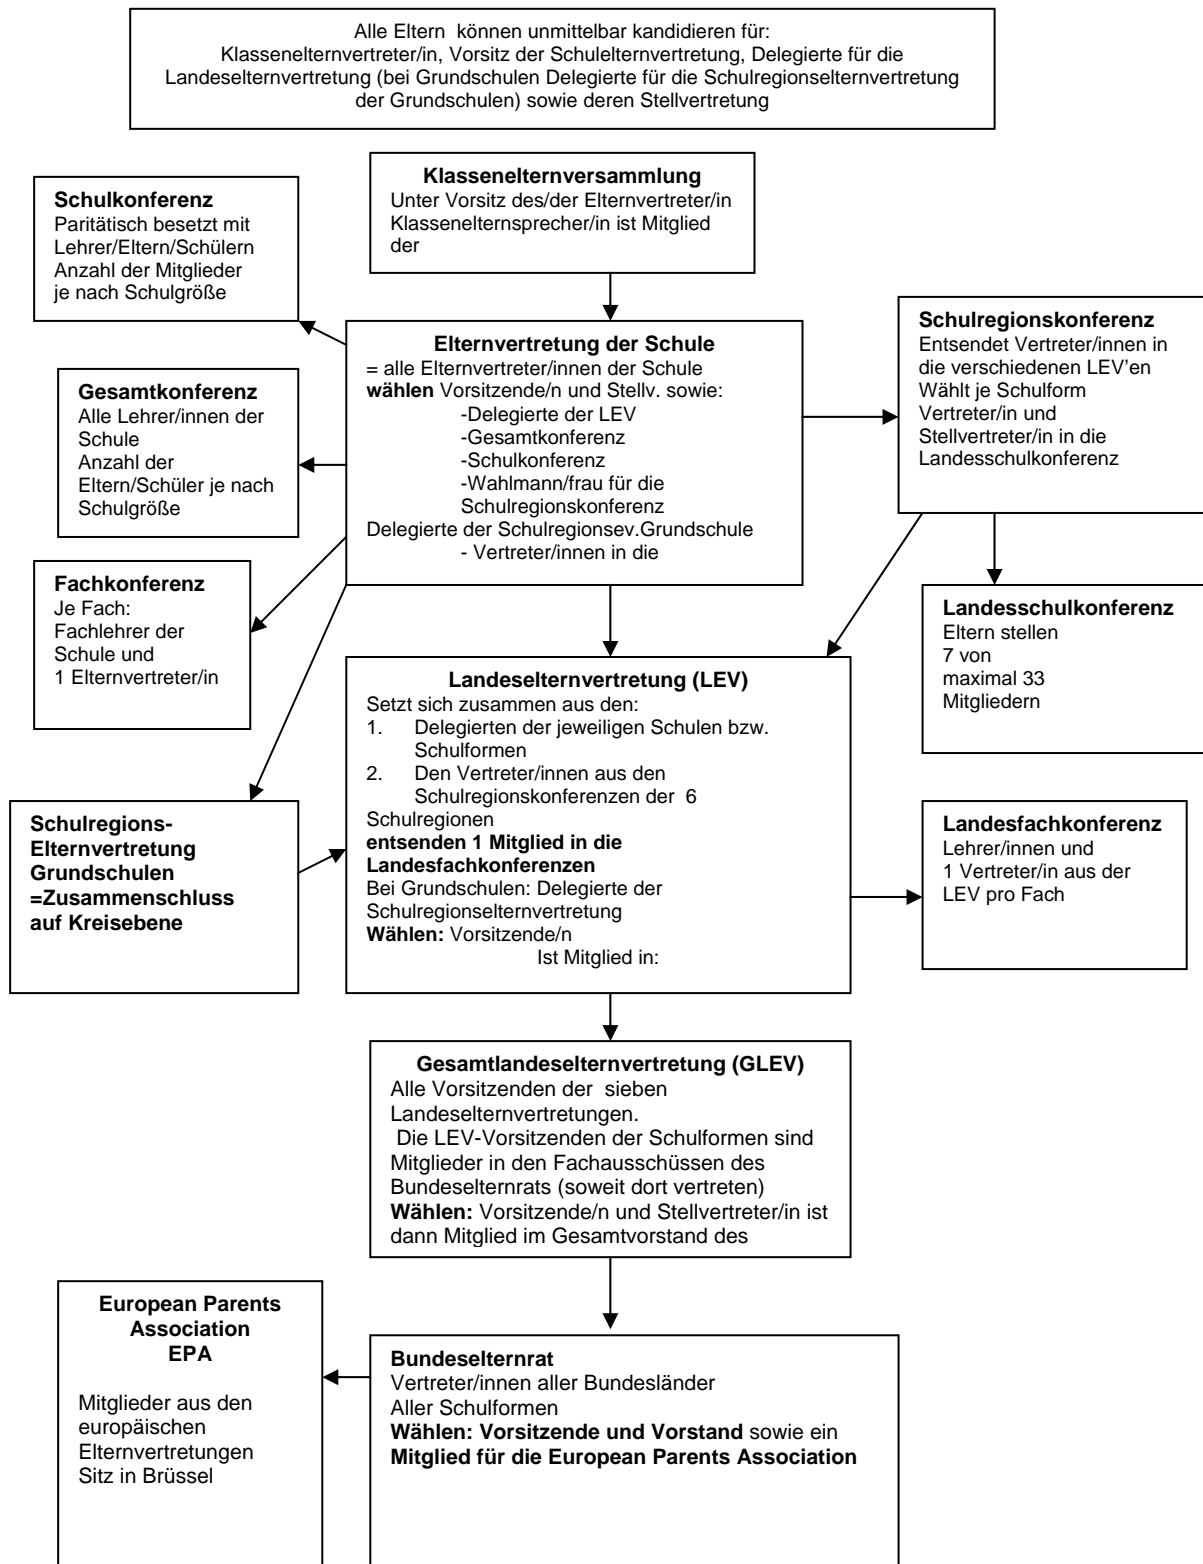 Alle Eltern können unmittelbar kandidieren für:
Klassenelternvertreter/in, Vorsitz der Schulelternvertretung, Delegierte für die
Landeselternvertretung (bei Grundschulen Delegierte für die Schulregionselternvertretung
der Grundschulen) sowie deren Stellvertretung
Klassenelternversammlung
Unter Vorsitz des/der Elternvertreter/in
Klassenelternsprecher/in ist Mitglied
der
Schulkonferenz
Paritätisch besetzt mit
Lehrer/Eltern/Schülern
Anzahl der Mitglieder
je nach Schulgröße
Elternvertretung der Schule
= alle Elternvertreter/innen der Schule
wählen Vorsitzende/n und Stellv. sowie:
-Delegierte der LEV
-Gesamtkonferenz
-Schulkonferenz
-Wahlmann/frau für die
Schulregionskonferenz
Delegierte der Schulregionsev.Grundschule
- Vertreter/innen in die
Schulregionskonferenz
Entsendet Vertreter/innen in
die verschiedenen LEV'en
Wählt je Schulform
Vertreter/in und
Stellvertreter/in in die
Landesschulkonferenz
Gesamtkonferenz
Alle Lehrer/innen der
Schule
Anzahl der
Eltern/Schüler je nach
Schulgröße
Fachkonferenz
Je Fach:
Fachlehrer der
Schule und
1 Elternvertreter/in
Landesschulkonferenz
Eltern stellen
7 von
maximal 33
Mitgliedern
Landeselternvertretung (LEV)
Setzt sich zusammen aus den:
1. Delegierten der jeweiligen Schulen bzw.
Schulformen
2. Den Vertreter/innen aus den
Schulregionskonferenzen der 6
Schulregionen
entsenden 1 Mitglied in die
Landesfachkonferenzen
Bei Grundschulen: Delegierte der
Schulregionselternvertretung
Wählen: Vorsitzende/n
Ist Mitglied in:
Schulregions-
Elternvertretung
Grundschulen
=Zusammenschluss
auf Kreisebene
Landesfachkonferenz
Lehrer/innen und
1 Vertreter/in aus der
LEV pro Fach
Gesamtlandeselternvertretung (GLEV)
Alle Vorsitzenden der sieben
Landeselternvertretungen.
Die LEV-Vorsitzenden der Schulformen sind
Mitglieder in den Fachausschüssen des
Bundeselternrats (soweit dort vertreten)
Wählen: Vorsitzende/n und Stellvertreter/in ist
dann Mitglied im Gesamtvorstand des
European Parents
Association
EPA
Mitglieder aus den
europäischen
Elternvertretungen
Sitz in Brüssel
Bundeselternrat
Vertreter/innen aller Bundesländer
Aller Schulformen
Wählen: Vorsitzende und Vorstand sowie ein
Mitglied für die European Parents Association